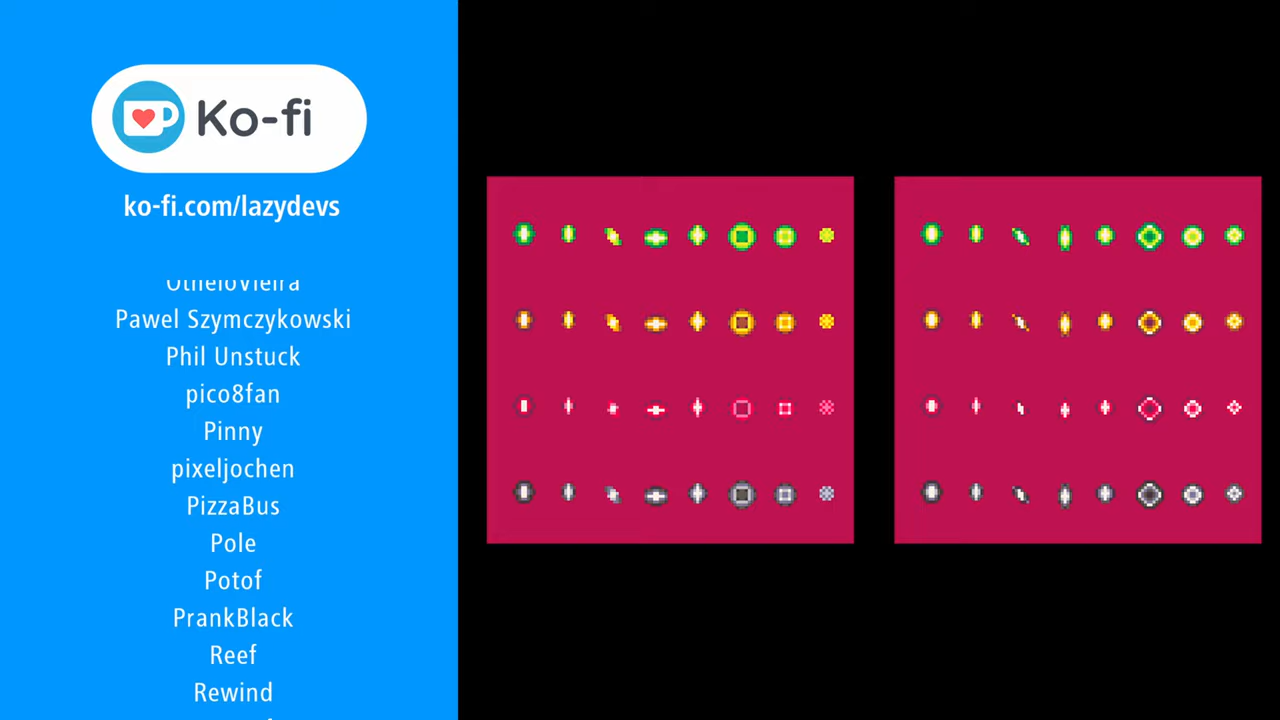 Ko-fi
ko-fi.com/lazydevs
OtheloVieira
Pawel Szymczykowski
Phil Unstuck
pico8fan
Pinny
pixeljochen
PizzaBus
Pole
Potof
PrankBlack
Reef
Rewind